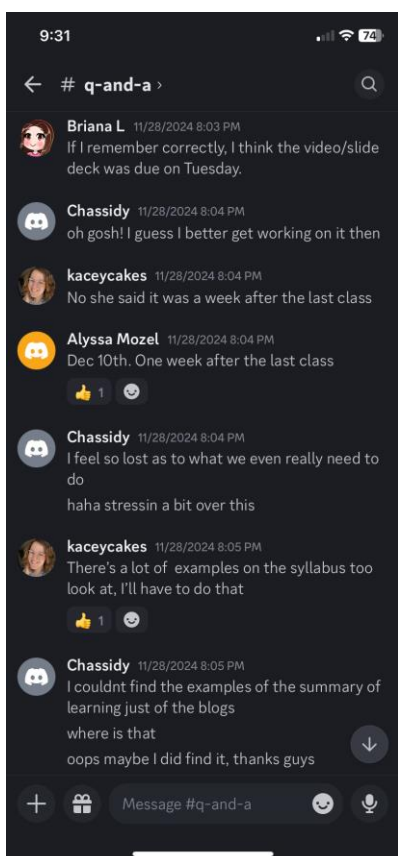 9:31
74
# q-and-a ›
Briana L 11/28/2024 8:03 PM
If I remember correctly, I think the video/slide
deck was due on Tuesday.
Chassidy 11/28/2024 8:04 PM
oh gosh! I guess I better get working on it then
kaceycakes 11/28/2024 8:04 PM
No she said it was a week after the last class
Alyssa Mozel 11/28/2024 8:04 PM
Dec 10th. One week after the last class
👍 1
Chassidy 11/28/2024 8:04 PM
I feel so lost as to what we even really need to
do
haha stressin a bit over this
kaceycakes 11/28/2024 8:05 PM
There's a lot of examples on the syllabus too
look at, I'll have to do that
👍 1
Chassidy 11/28/2024 8:05 PM
I couldnt find the examples of the summary of
learning just of the blogs
where is that
oops maybe I did find it, thanks guys
Message #q-and-a